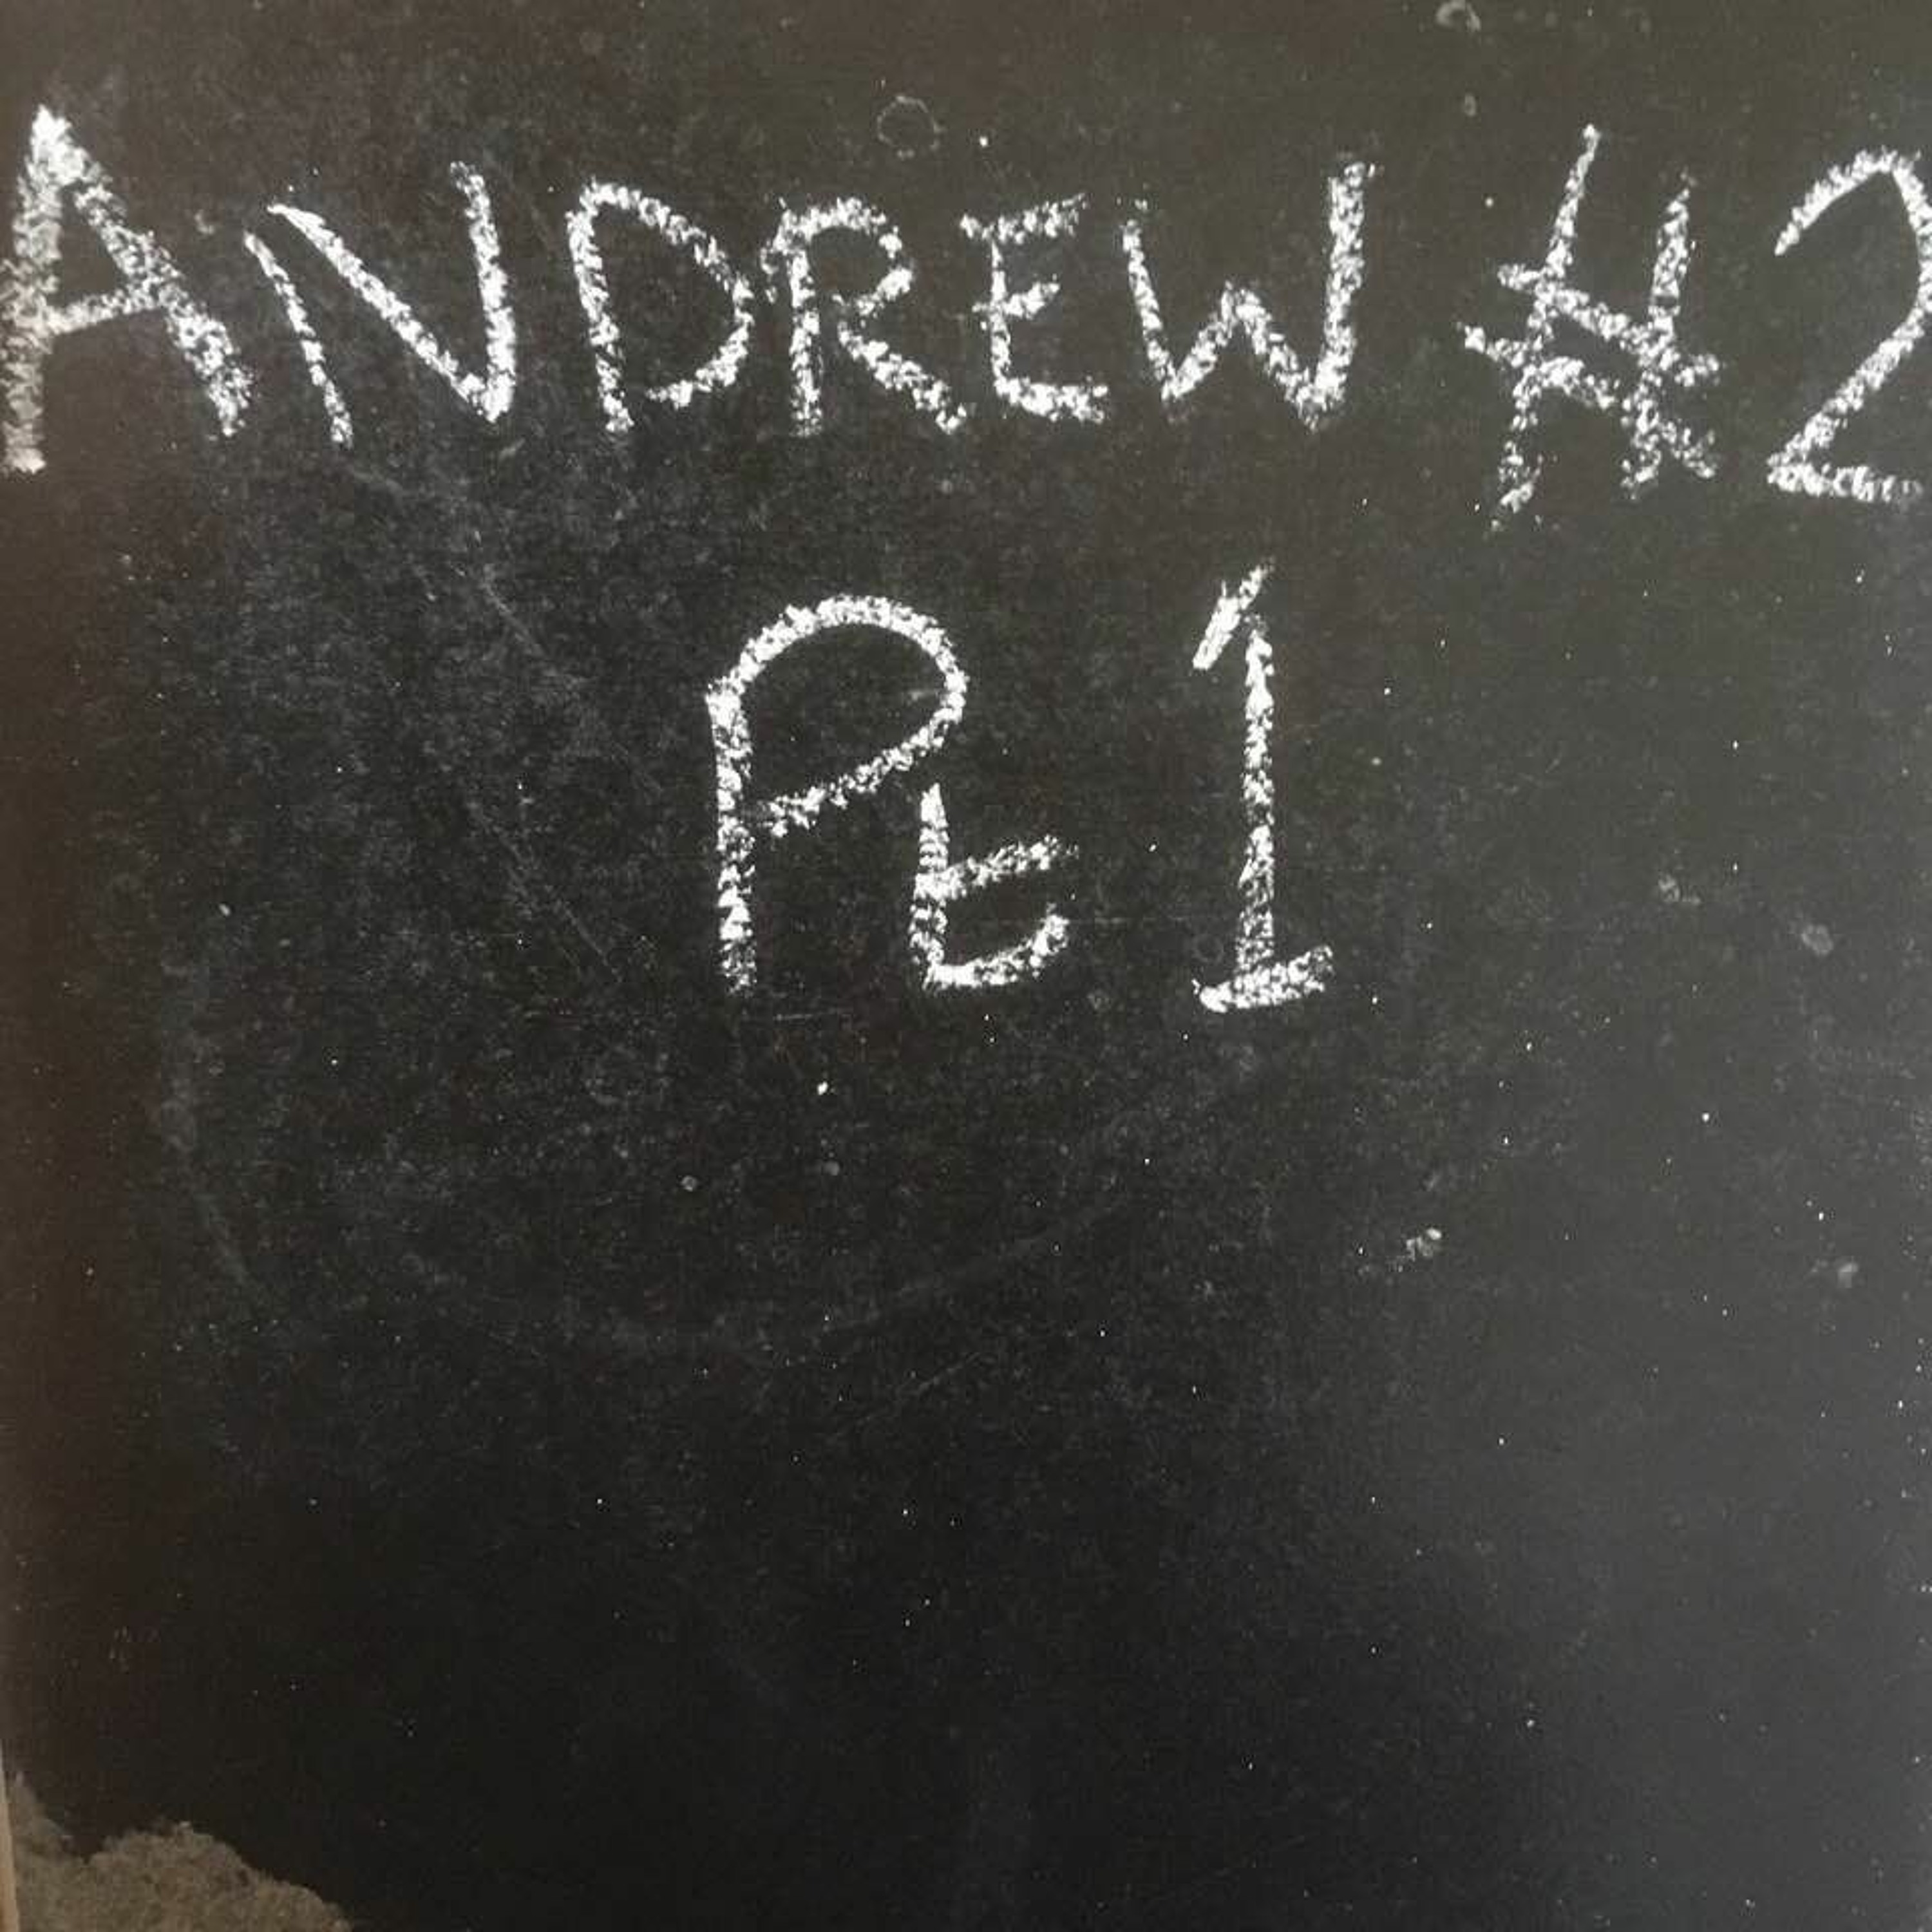 ANDREW #2
Pt 1